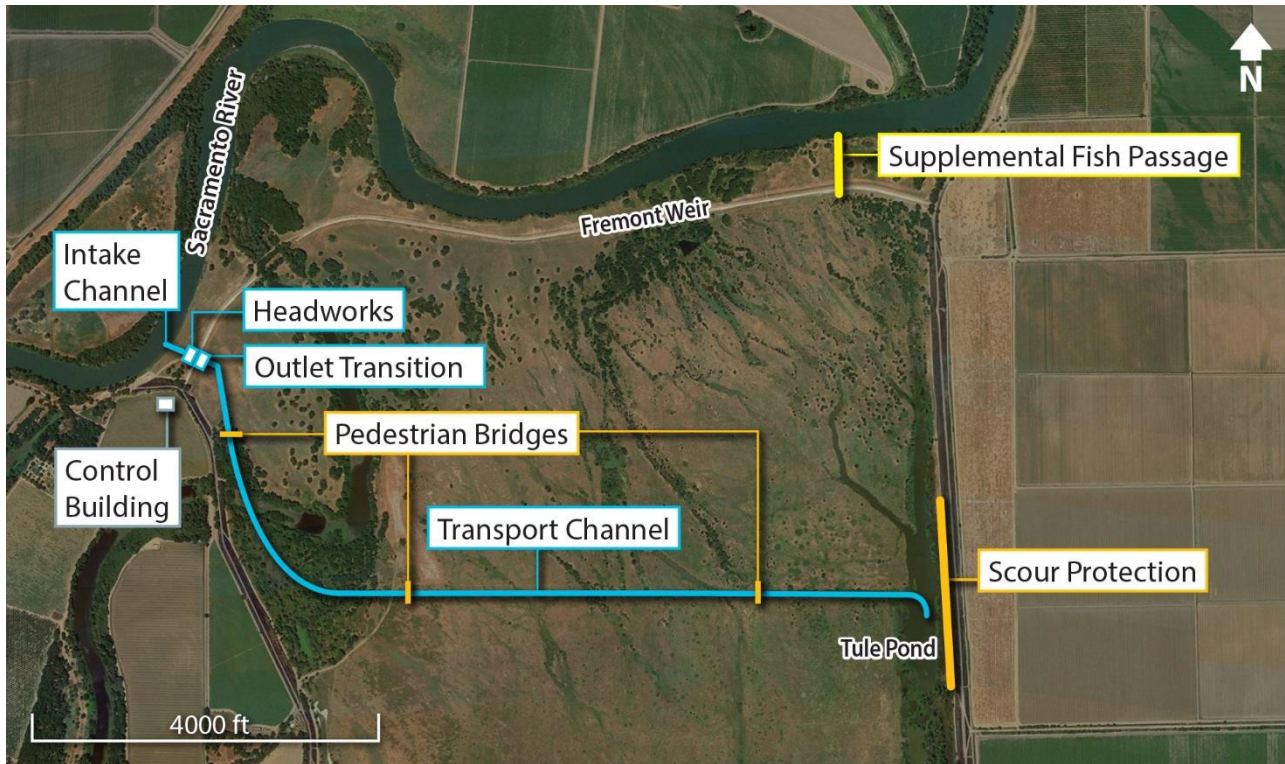 N
Sacramento River
Supplemental Fish Passage
Fremont Weir
Intake
Channel
Headworks
Outlet Transition
Pedestrian Bridges
Control
Building
Transport Channel
Scour Protection
Tule Pond
4000 ft